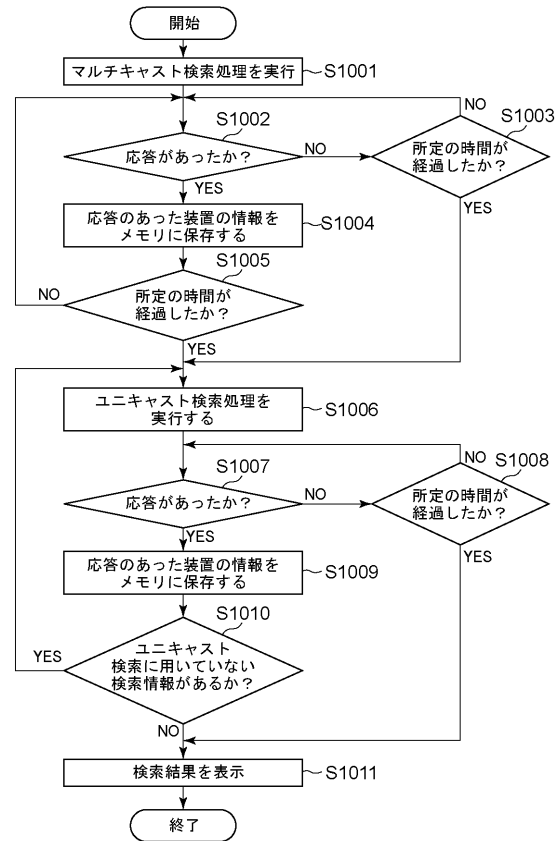 開始
マルチキャスト検索処理を実行
S1001
S1002
応答があったか？
NO
YES
NO
S1003
所定の時間が
経過したか？
YES
応答のあった装置の情報を
メモリに保存する
S1004
S1005
所定の時間が
経過したか？
NO
YES
ユニキャスト検索処理を
実行する
S1006
S1007
応答があったか？
NO
YES
NO
S1008
所定の時間が
経過したか？
YES
応答のあった装置の情報を
メモリに保存する
S1009
S1010
ユニキャスト
検索に用いていない
検索情報があるか？
YES
NO
検索結果を表示
S1011
終了